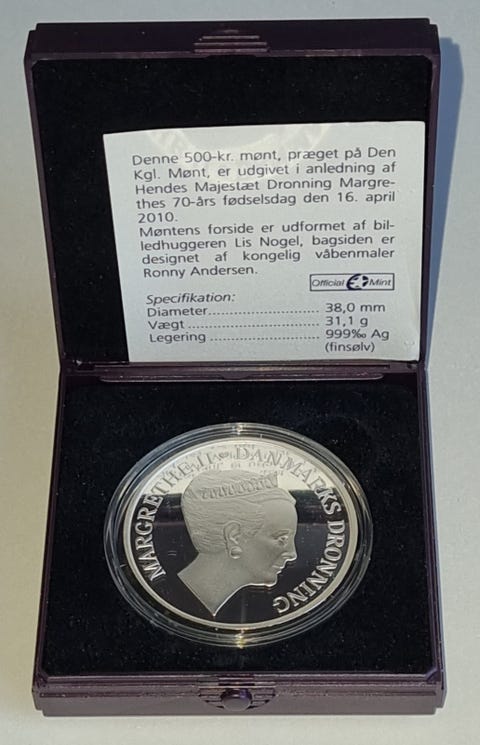 Denne 500-kr. mønt, præget på Den
Kgl. Mønt, er udgivet i anledning af
Hendes Majestæt Dronning Margre-
thes 70-års fødselsdag den 16. april
2010.
Møntens forside er udformet af bil-
ledhuggeren Lis Nogel, bagsiden er
designet af kongelig våbenmaler
Ronny Andersen.
Official Mint
Specifikation:
Diameter............................ 38,0 mm
Vægt ................................. 31,1 g
Legering ............................ 999‰ Ag
(finsølv)
MARGRETHE II DANMARKS DRONNING